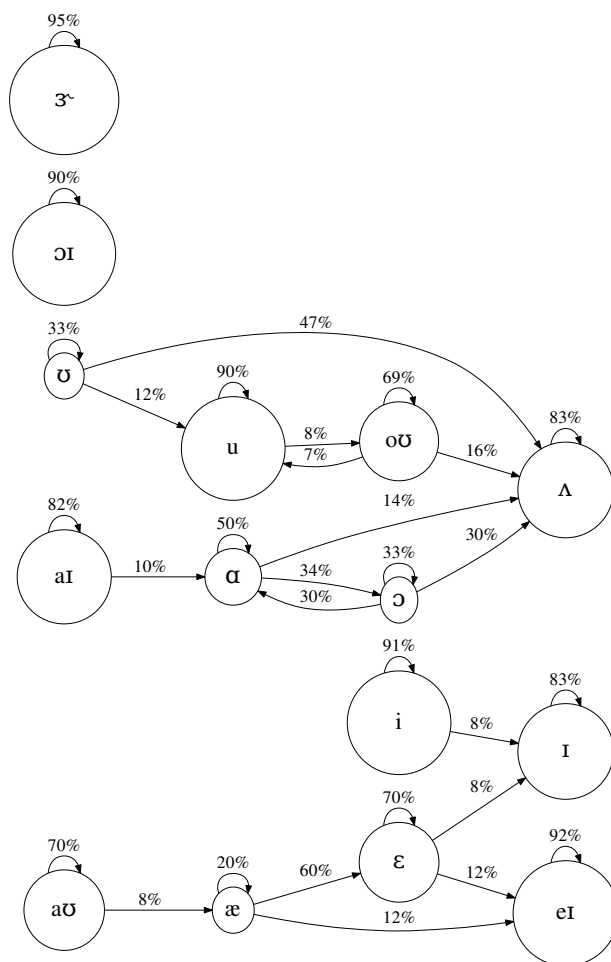 95%
ɝ
90%
ɔɪ
33%
47%
ʊ
12%
90%
69%
u
8%
7%
oʊ
16%
83%
ʌ
82%
aɪ
10%
50%
ɑ
14%
34%
30%
33%
ɔ
30%
91%
i
8%
83%
ɪ
70%
ɛ
8%
12%
92%
eɪ
70%
aʊ
8%
20%
æ
60%
12%